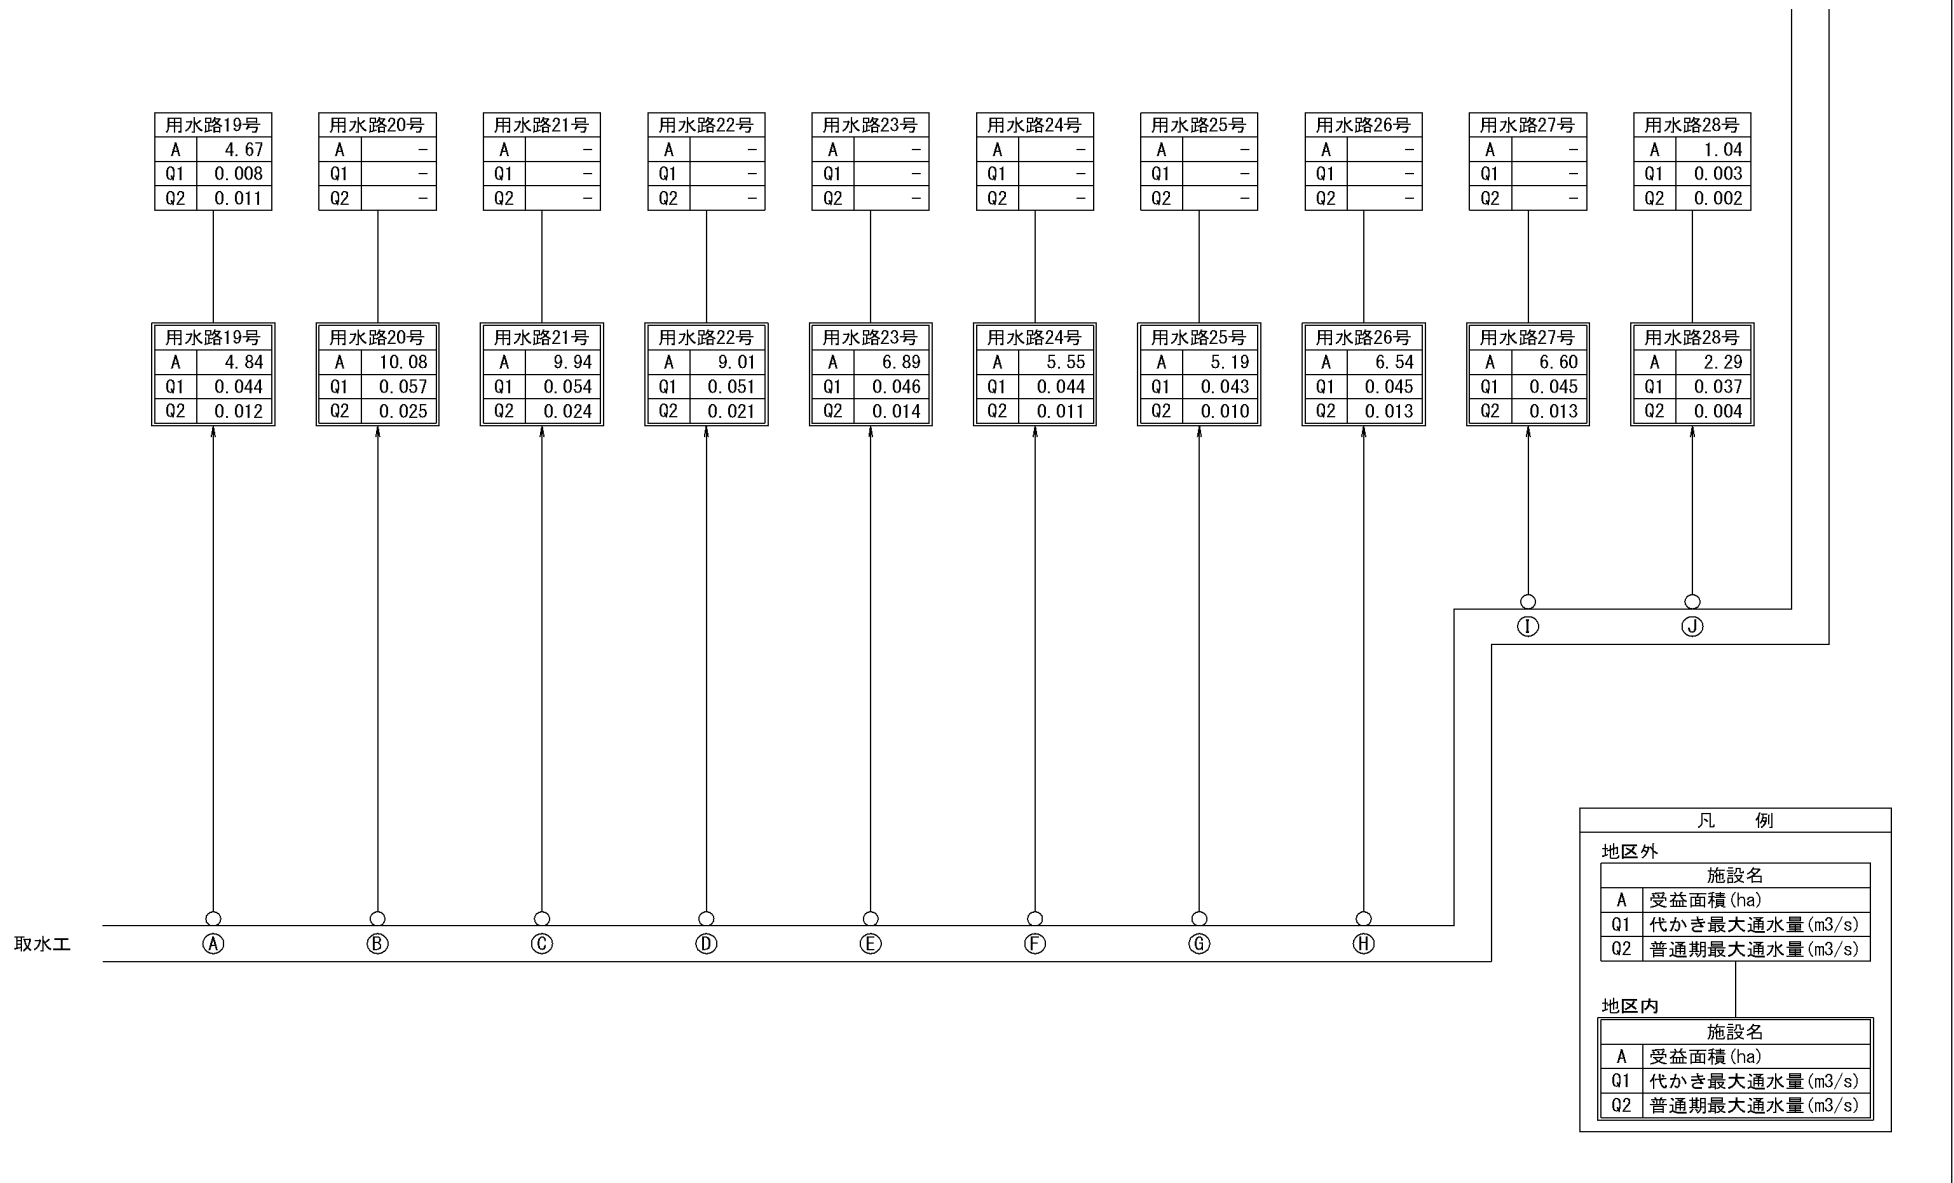 用水路19号 用水路20号 用水路21号 用水路22号 用水路23号 用水路24号 用水路25号 用水路26号 用水路27号 用水路28号
A 4.67 A - A - A - A - A - A - A - A - A 1.04
Q1 0.008 Q1 - Q1 - Q1 - Q1 - Q1 - Q1 - Q1 - Q1 - Q1 0.003
Q2 0.011 Q2 - Q2 - Q2 - Q2 - Q2 - Q2 - Q2 - Q2 - Q2 0.002
用水路19号 用水路20号 用水路21号 用水路22号 用水路23号 用水路24号 用水路25号 用水路26号 用水路27号 用水路28号
A 4.84 A 10.08 A 9.94 A 9.01 A 6.89 A 5.55 A 5.19 A 6.54 A 6.60 A 2.29
Q1 0.044 Q1 0.057 Q1 0.054 Q1 0.051 Q1 0.046 Q1 0.044 Q1 0.043 Q1 0.045 Q1 0.045 Q1 0.037
Q2 0.012 Q2 0.025 Q2 0.024 Q2 0.021 Q2 0.014 Q2 0.011 Q2 0.010 Q2 0.013 Q2 0.013 Q2 0.004
Ⓘ Ⓙ
取水工 Ⓐ Ⓑ Ⓒ Ⓓ Ⓔ Ⓕ Ⓖ Ⓗ
凡 例
地区外
施設名
A 受益面積(ha)
Q1 代かき最大通水量(m3/s)
Q2 普通期最大通水量(m3/s)
地区内
施設名
A 受益面積(ha)
Q1 代かき最大通水量(m3/s)
Q2 普通期最大通水量(m3/s)